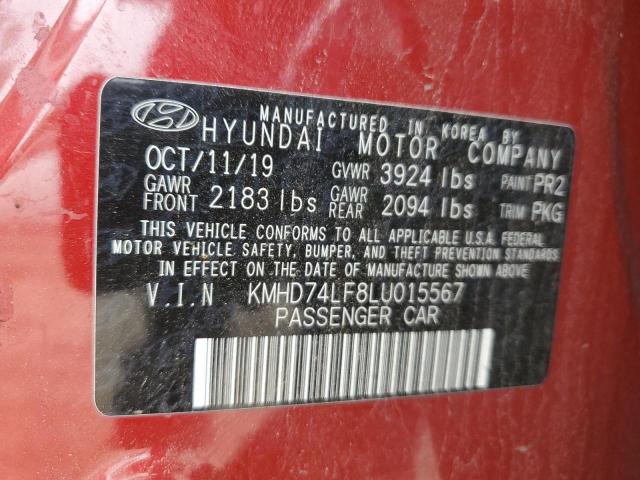 MANUFACTURED IN KOREA BY
HYUNDAI MOTOR COMPANY
OCT/11/19 GVWR 3924 lbs PAINT PR2
GAWR FRONT 2183 lbs GAWR REAR 2094 lbs TRIM PKG
THIS VEHICLE CONFORMS TO ALL APPLICABLE U.S.A. FEDERAL
MOTOR VEHICLE SAFETY, BUMPER, AND THEFT PREVENTION STANDARDS
IN EFFECT ON THE DATE OF MANUFACTURE SHOWN ABOVE.
V.I.N KMHD74LF8LU015567
PASSENGER CAR